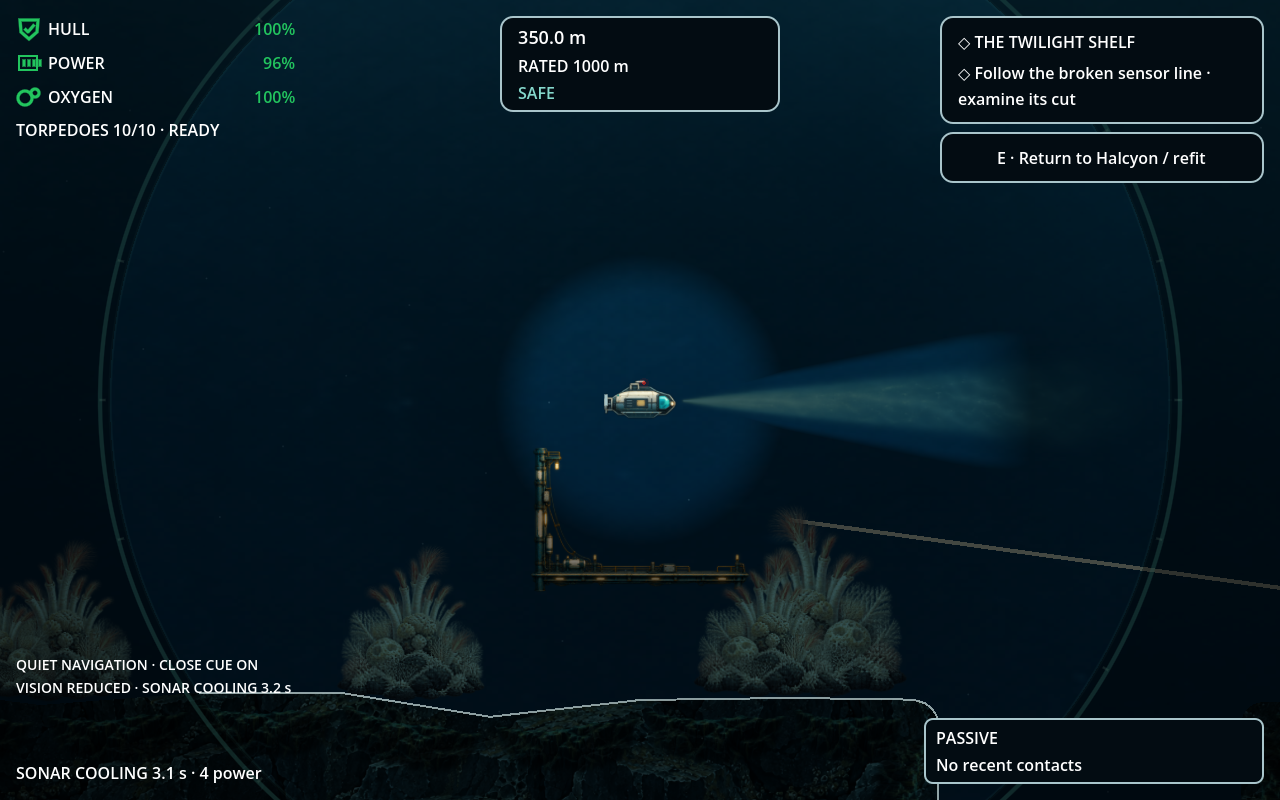 HULL 100%
POWER 96%
OXYGEN 100%
TORPEDOES 10/10 · READY
350.0 m
RATED 1000 m
SAFE
◇ THE TWILIGHT SHELF
◇ Follow the broken sensor line ·
examine its cut
E · Return to Halcyon / refit
QUIET NAVIGATION · CLOSE CUE ON
VISION REDUCED · SONAR COOLING 3.2 s
SONAR COOLING 3.1 s · 4 power
PASSIVE
No recent contacts